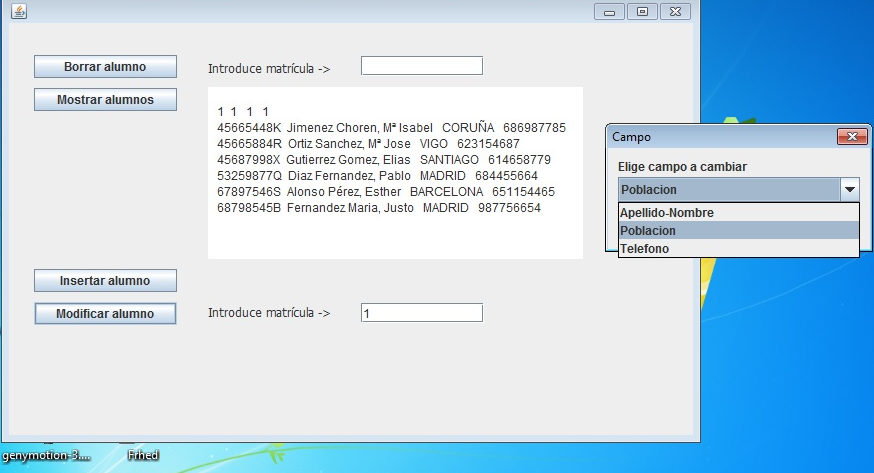 Borrar alumno
Introduce matrícula ->
Mostrar alumnos
1 1 1 1
45665448K Jimenez Choren, Mª Isabel CORUÑA 686987785
45665884R Ortiz Sanchez, Mª Jose VIGO 623154687
45687998X Gutierrez Gomez, Elias SANTIAGO 614658779
53259877Q Diaz Fernandez, Pablo MADRID 684455664
67897546S Alonso Pérez, Esther BARCELONA 651154465
68798545B Fernandez Maria, Justo MADRID 987756654
Insertar alumno
Modificar alumno
Introduce matrícula -> 1
Campo
Elige campo a cambiar
Poblacion
Apellido-Nombre
Poblacion
Telefono
genymotion-3....
Frhed